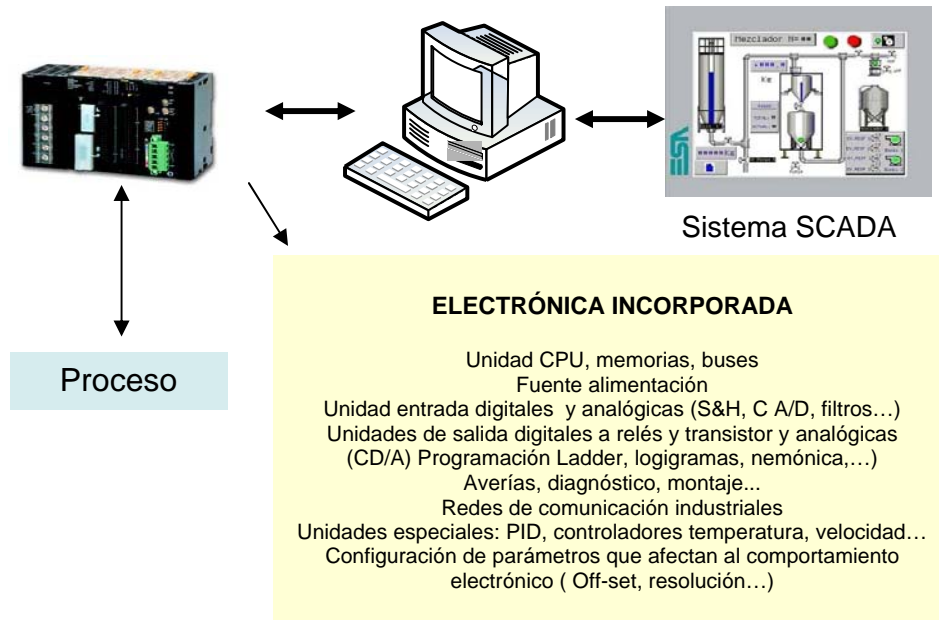 Mezclador Nº
Kg
Sistema SCADA
ELECTRÓNICA INCORPORADA
Unidad CPU, memorias, buses
Fuente alimentación
Unidad entrada digitales y analógicas (S&H, C A/D, filtros…)
Unidades de salida digitales a relés y transistor y analógicas
(CD/A) Programación Ladder, logigramas, nemónica,…)
Averías, diagnóstico, montaje...
Redes de comunicación industriales
Unidades especiales: PID, controladores temperatura, velocidad…
Configuración de parámetros que afectan al comportamiento
electrónico ( Off-set, resolución…)
Proceso